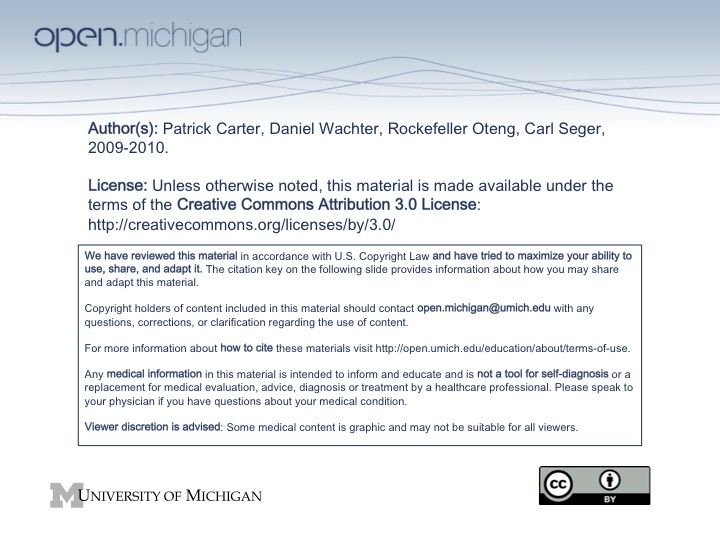 open.michigan
Author(s): Patrick Carter, Daniel Wachter, Rockefeller Oteng, Carl Seger,
2009-2010.
License: Unless otherwise noted, this material is made available under the
terms of the Creative Commons Attribution 3.0 License:
http://creativecommons.org/licenses/by/3.0/
We have reviewed this material in accordance with U.S. Copyright Law and have tried to maximize your ability to
use, share, and adapt it. The citation key on the following slide provides information about how you may share
and adapt this material.
Copyright holders of content included in this material should contact open.michigan@umich.edu with any
questions, corrections, or clarification regarding the use of content.
For more information about how to cite these materials visit http://open.umich.edu/education/about/terms-of-use.
Any medical information in this material is intended to inform and educate and is not a tool for self-diagnosis or a
replacement for medical evaluation, advice, diagnosis or treatment by a healthcare professional. Please speak to
your physician if you have questions about your medical condition.
Viewer discretion is advised: Some medical content is graphic and may not be suitable for all viewers.
M UNIVERSITY OF MICHIGAN
cc
BY